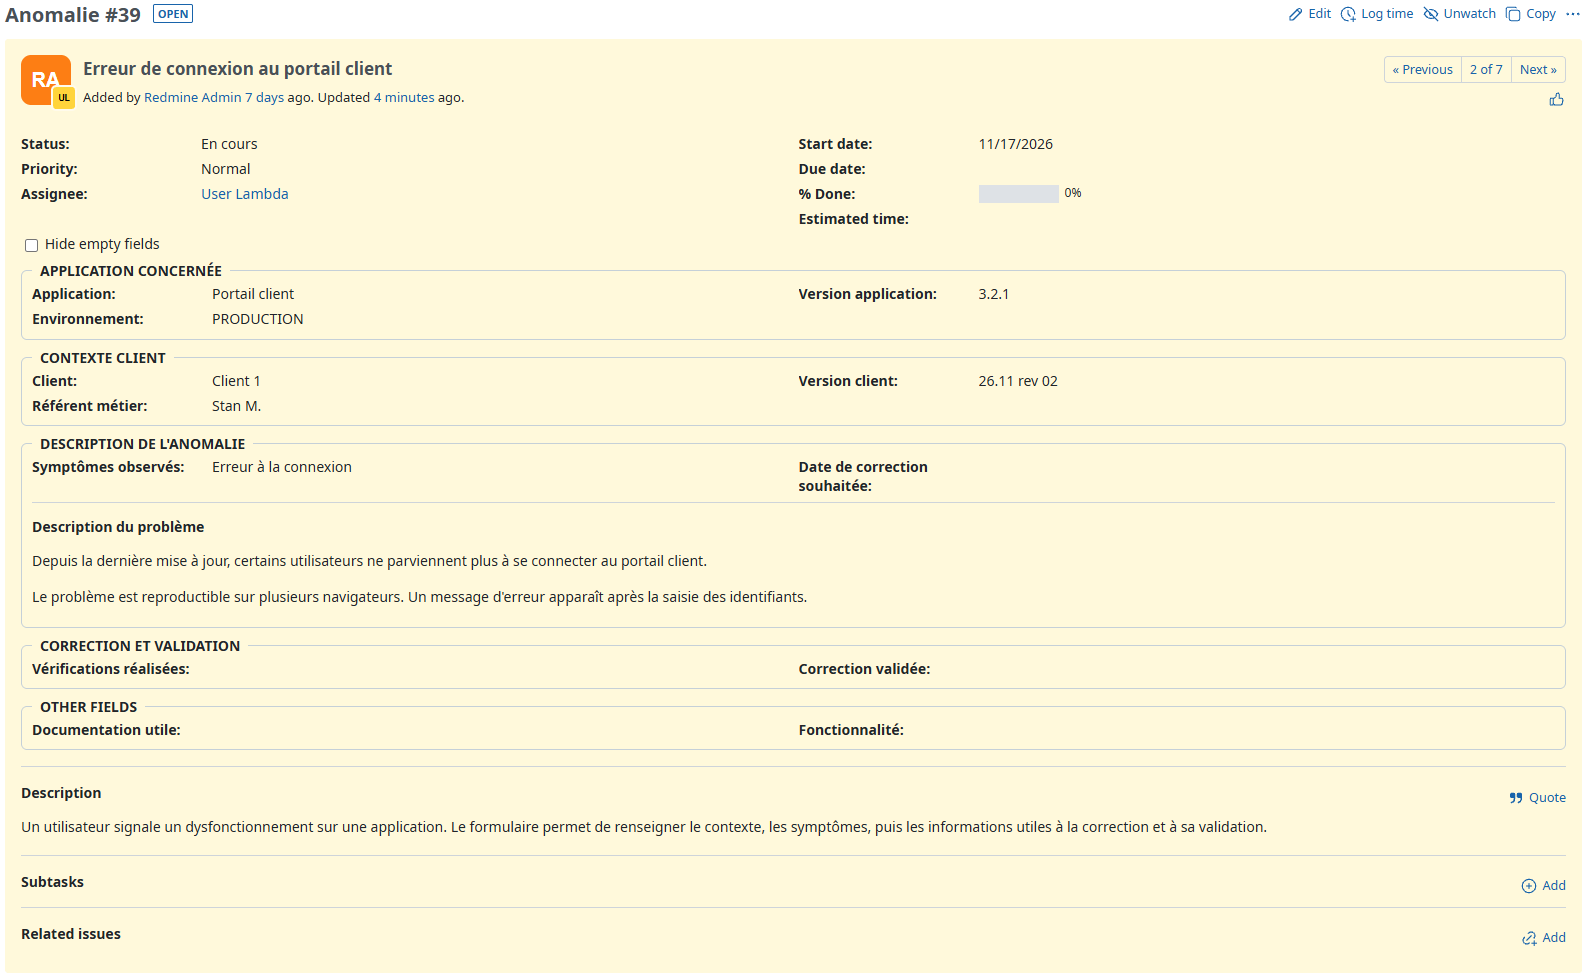 Anomalie #39 OPEN Edit Log time Unwatch Copy ...
RA UL
Erreur de connexion au portail client
« Previous 2 of 7 Next »
Added by Redmine Admin 7 days ago. Updated 4 minutes ago.
Status: En cours Start date: 11/17/2026
Priority: Normal Due date:
Assignee: User Lambda % Done: 0%
Estimated time:
Hide empty fields
APPLICATION CONCERNÉE
Application: Portail client Version application: 3.2.1
Environnement: PRODUCTION
CONTEXTE CLIENT
Client: Client 1 Version client: 26.11 rev 02
Référent métier: Stan M.
DESCRIPTION DE L'ANOMALIE
Symptômes observés: Erreur à la connexion Date de correction
souhaitée:
Description du problème
Depuis la dernière mise à jour, certains utilisateurs ne parviennent plus à se connecter au portail client.
Le problème est reproductible sur plusieurs navigateurs. Un message d'erreur apparaît après la saisie des identifiants.
CORRECTION ET VALIDATION
Vérifications réalisées: Correction validée:
OTHER FIELDS
Documentation utile: Fonctionnalité:
Description Quote
Un utilisateur signale un dysfonctionnement sur une application. Le formulaire permet de renseigner le contexte, les symptômes, puis les informations utiles à la correction et à sa validation.
Subtasks Add
Related issues Add